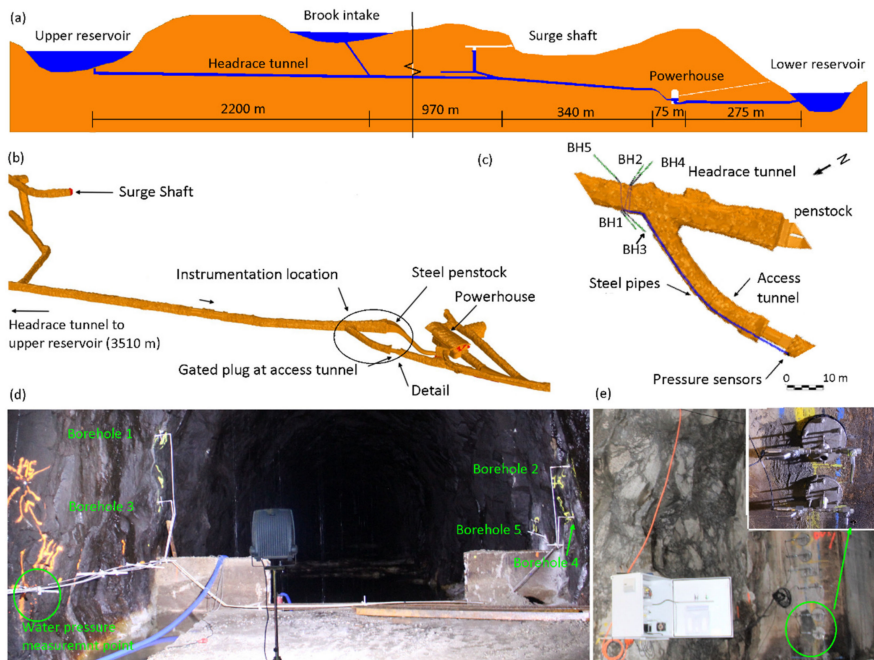 (a)
Brook intake
Upper reservoir
Surge shaft
Headrace tunnel
Powerhouse
Lower reservoir
2200 m
970 m
340 m
75 m
275 m
(b)
Surge Shaft
Instrumentation location
Steel penstock
Powerhouse
Headrace tunnel to
upper reservoir (3510 m)
Gated plug at access tunnel
Detail
(c)
N
BH5
BH2
BH4
Headrace tunnel
penstock
BH1
BH3
Steel pipes
Access
tunnel
Pressure sensors
0 10 m
(d)
Borehole 1
Borehole 2
Borehole 3
Borehole 5
Borehole 4
Water pressure
measuremnt point
(e)